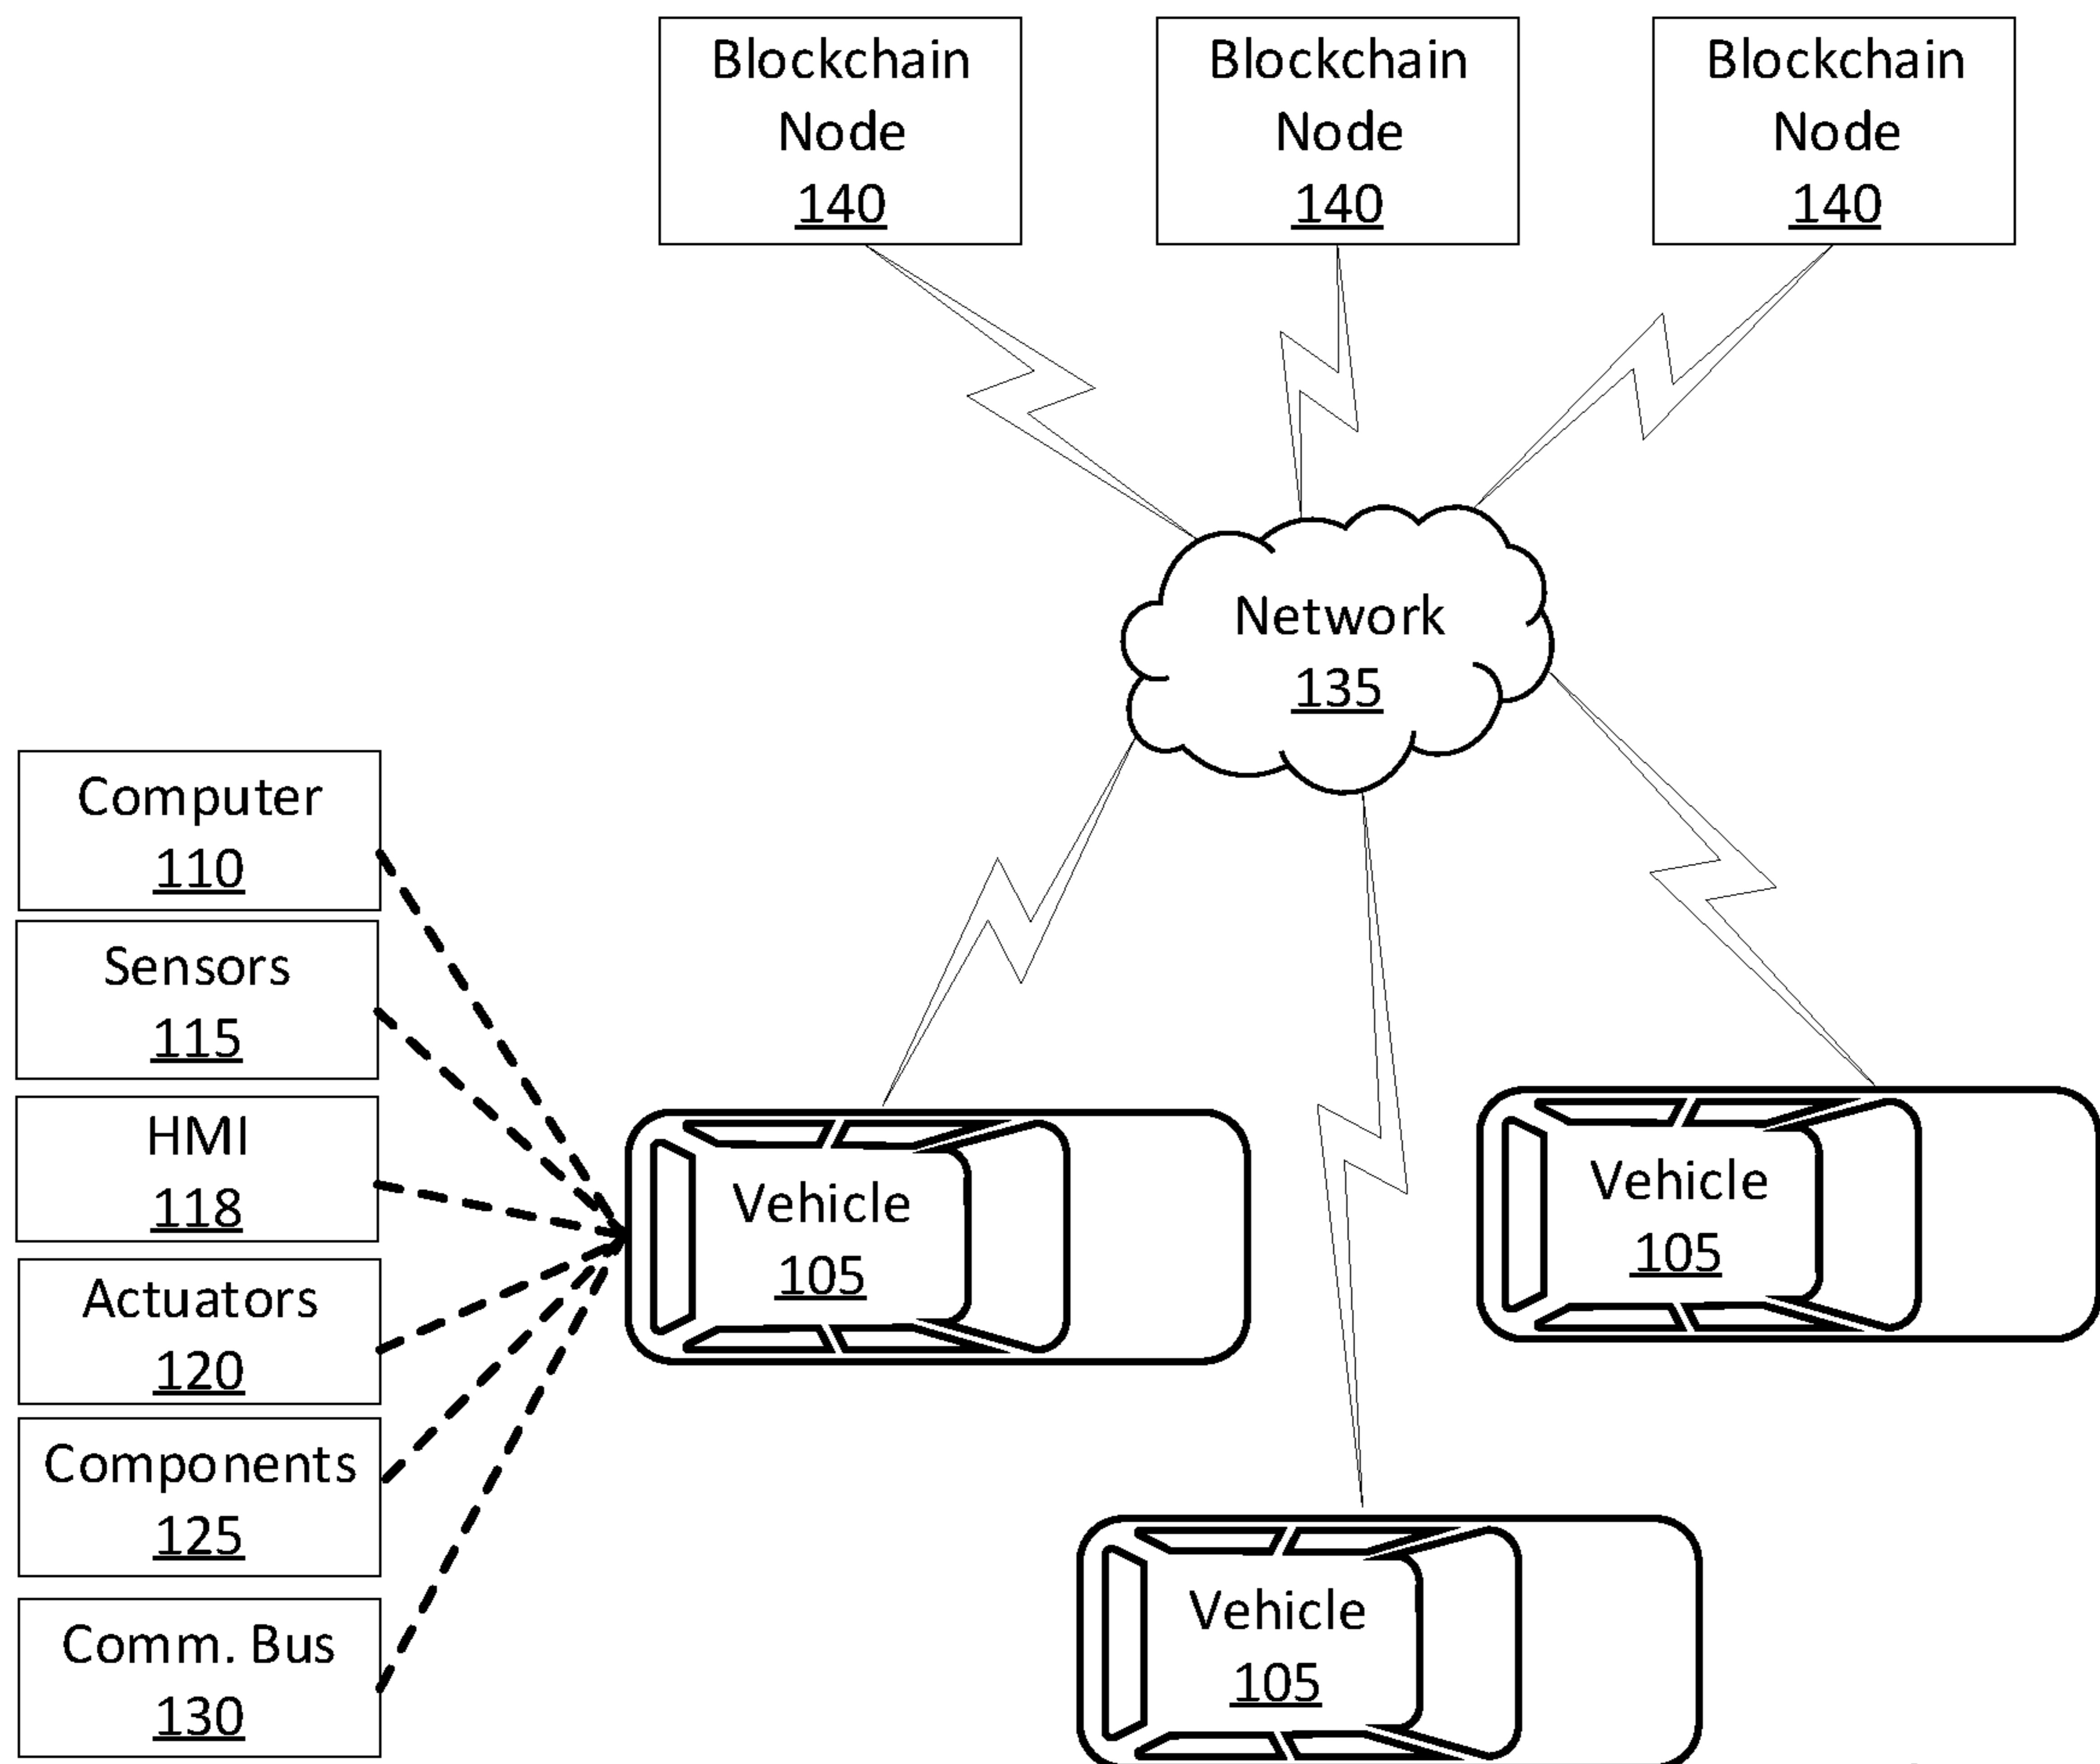 Blockchain
Node
140
Blockchain
Node
140
Blockchain
Node
140
Network
135
Computer
110
Sensors
115
HMI
118
Actuators
120
Components
125
Comm. Bus
130
Vehicle
105
Vehicle
105
Vehicle
105